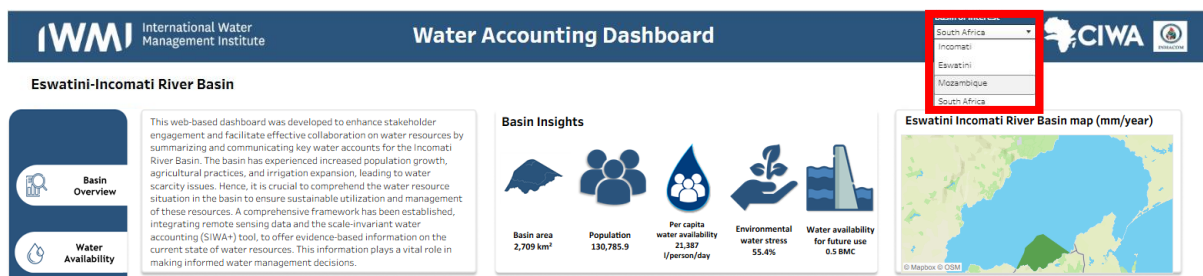 IWMI
International Water
Management Institute
Water Accounting Dashboard
Basin of Interest
South Africa
Incomati
Eswatini
Mozambique
South Africa
CIWA
INMACOM
Eswatini-Incomati River Basin
Basin
Overview
Water
Availability
This web-based dashboard was developed to enhance stakeholder
engagement and facilitate effective collaboration on water resources by
summarizing and communicating key water accounts for the Incomati
River Basin. The basin has experienced increased population growth,
agricultural practices, and irrigation expansion, leading to water
scarcity issues. Hence, it is crucial to comprehend the water resource
situation in the basin to ensure sustainable utilization and management
of these resources. A comprehensive framework has been established,
integrating remote sensing data and the scale-invariant water
accounting (SIWA+) tool, to offer evidence-based information on the
current state of water resources. This information plays a vital role in
making informed water management decisions.
Basin Insights
Basin area
2,709 km²
Population
130,785.9
Per capita
water availability
21,387
l/person/day
Environmental
water stress
55.4%
Water availability
for future use
0.5 BMC
Eswatini Incomati River Basin map (mm/year)
© Mapbox © OSM